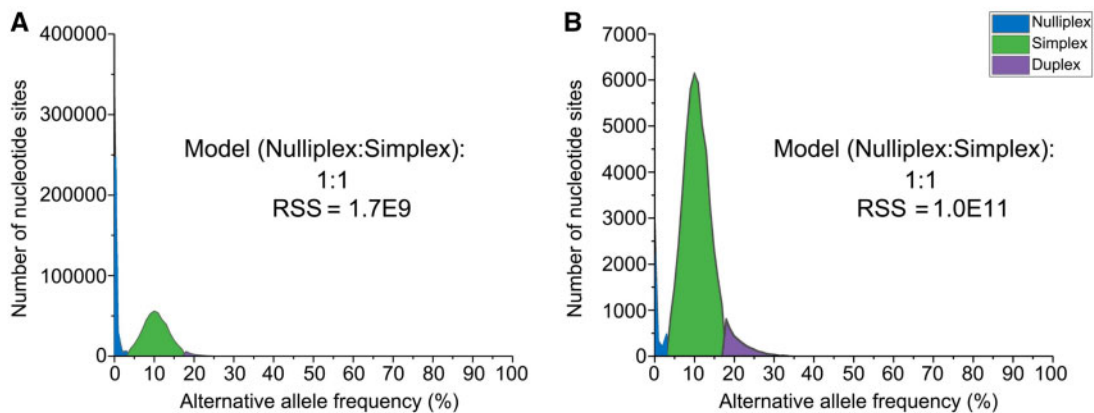 A
400000
300000
200000
100000
0
Number of nucleotide sites
Model (Nulliplex:Simplex):
1:1
RSS = 1.7E9
0 10 20 30 40 50 60 70 80 90 100
Alternative allele frequency (%)
B
7000
6000
5000
4000
3000
2000
1000
0
Number of nucleotide sites
Nulliplex
Simplex
Duplex
Model (Nulliplex:Simplex):
1:1
RSS =1.0E11
0 10 20 30 40 50 60 70 80 90 100
Alternative allele frequency (%)